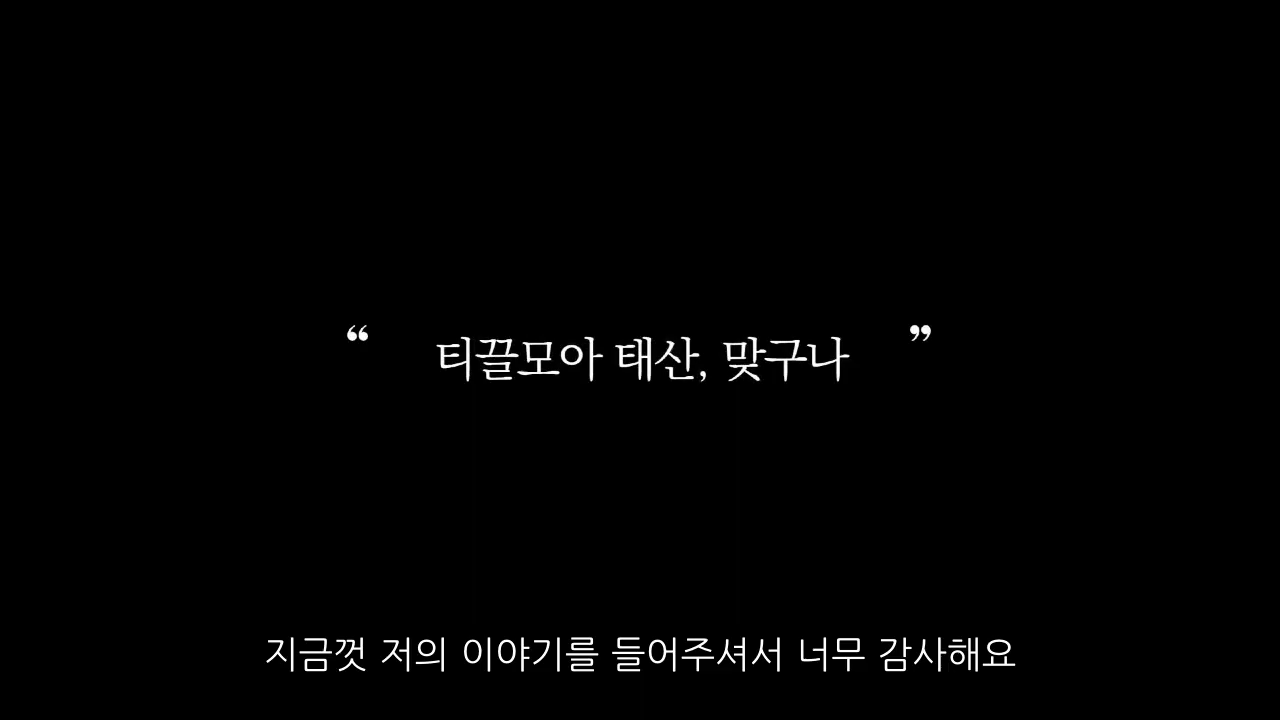 “ 티끌모아 태산, 맞구나 ”
지금껏 저의 이야기를 들어주셔서 너무 감사해요